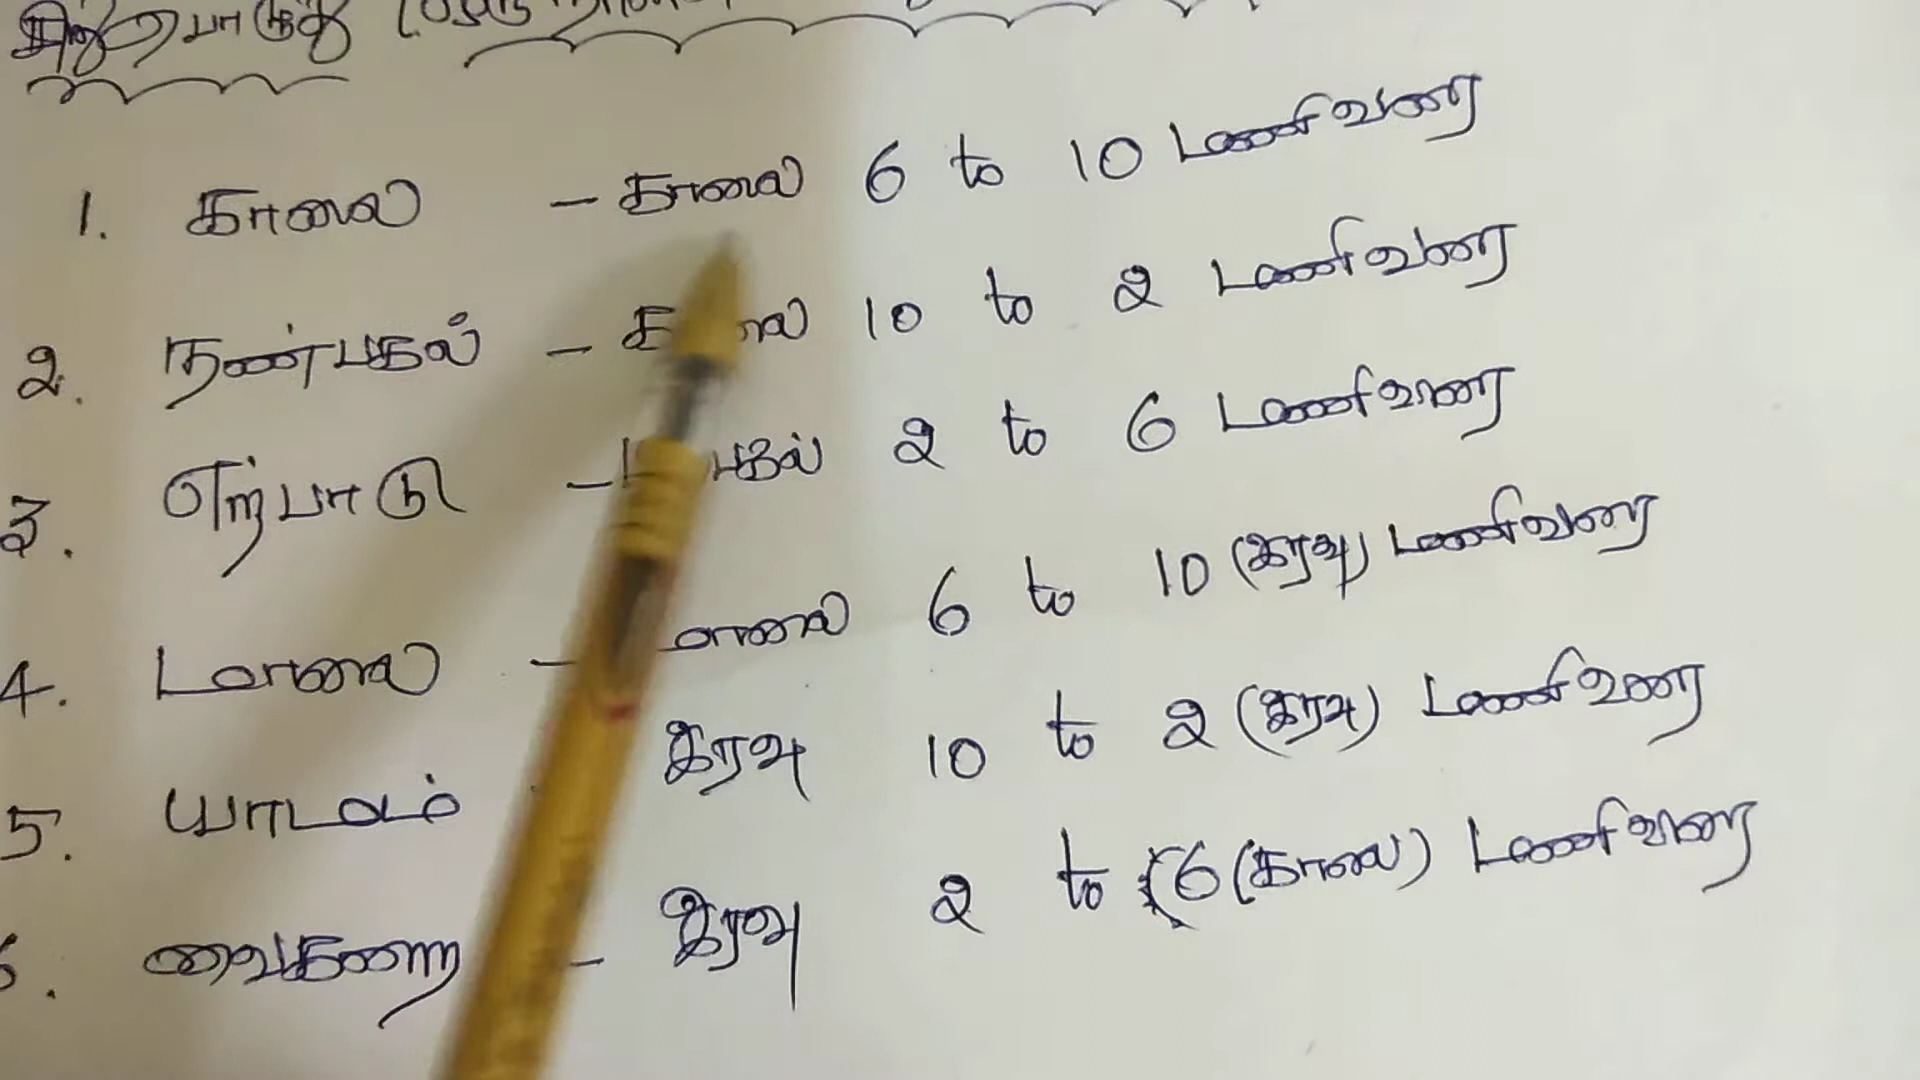 சிறுபொழுது
1. காலை - காலை 6 to 10 மணிவரை
2. நண்பகல் - காலை 10 to 2 மணிவரை
3. எற்பாடு - பகல் 2 to 6 மணிவரை
4. மாலை - மாலை 6 to 10 (இரவு) மணிவரை
5. யாமம் இரவு 10 to 2 (இரவு) மணிவரை
6. வைகறை - இரவு 2 to (6 (காலை) மணிவரை